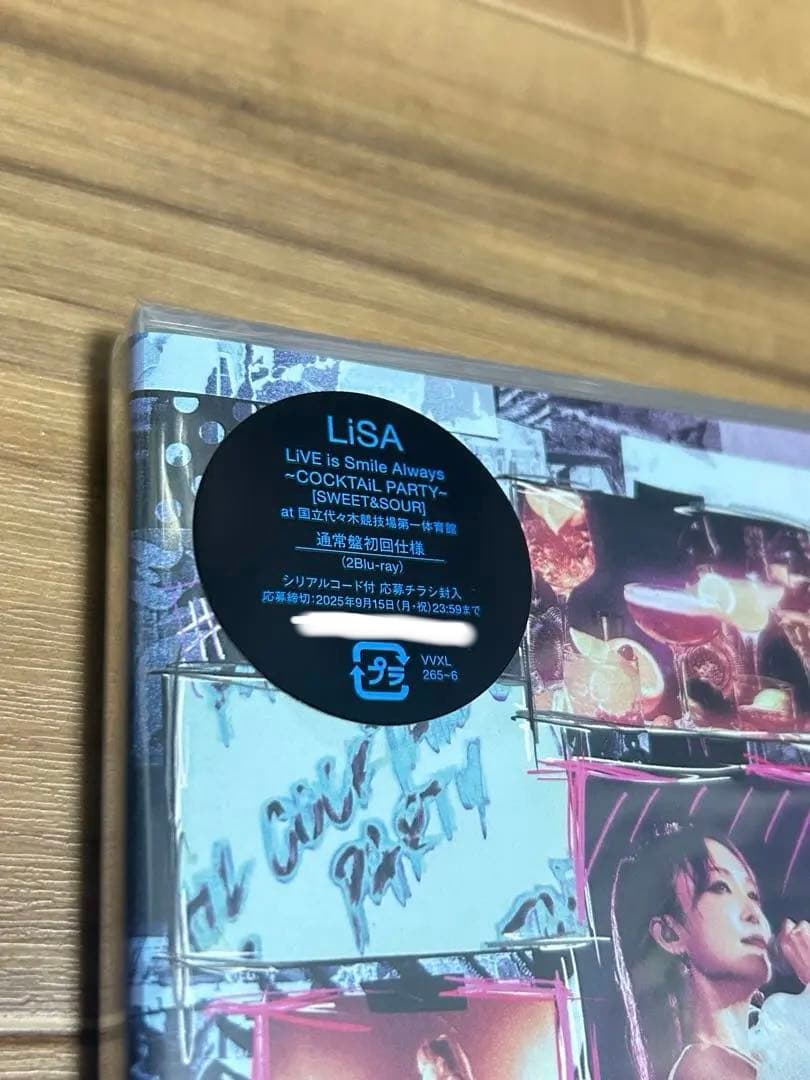 LiSA
LiVE is Smile Always
~COCKTAiL PARTY~
[SWEET&SOUR]
at 国立代々木競技場第一体育館
通常盤初回仕様
(2Blu-ray)
シリアルコード付 応募チラシ封入
応募締切:2025年9月15日(月・祝)23:59まで
プラ
VVXL
265~6
PARTY